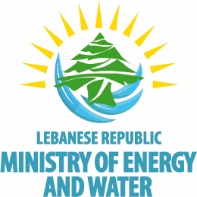 LEBANESE REPUBLIC
MINISTRY OF ENERGY
AND WATER